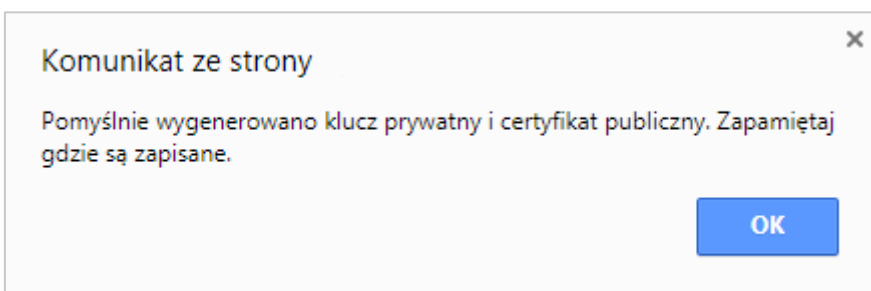 Komunikat ze strony
Pomyślnie wygenerowano klucz prywatny i certyfikat publiczny. Zapamiętaj
gdzie są zapisane.
OK